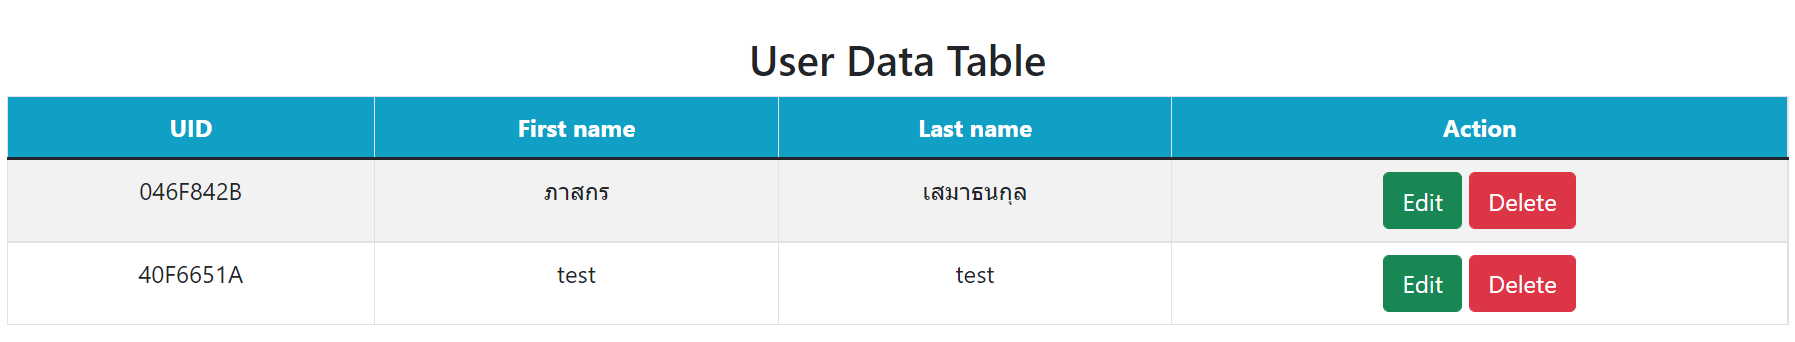 User Data Table
UID First name Last name Action
046F842B ภาสกร เสมาธนกุล Edit Delete
40F6651A test test Edit Delete